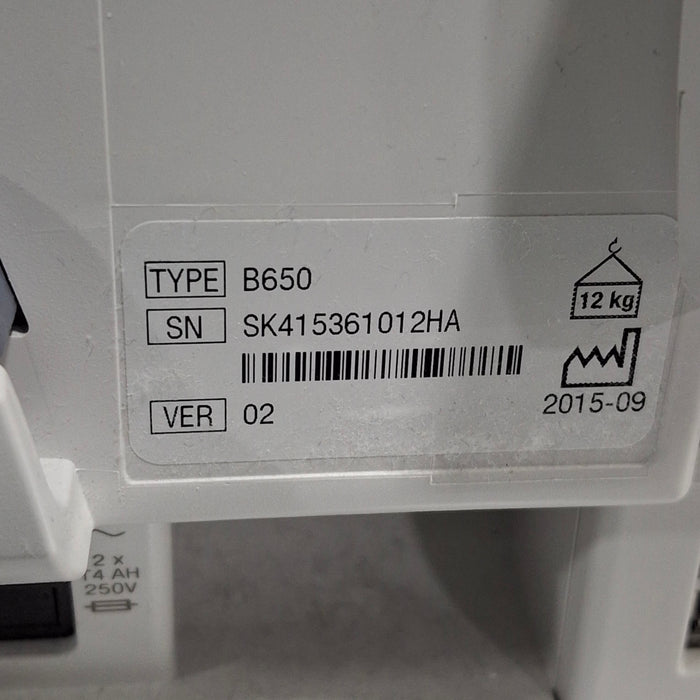 TYPE B650
12 kg
SN SK415361012HA
VER 02
2015-09
2 x
T4 AH
250V